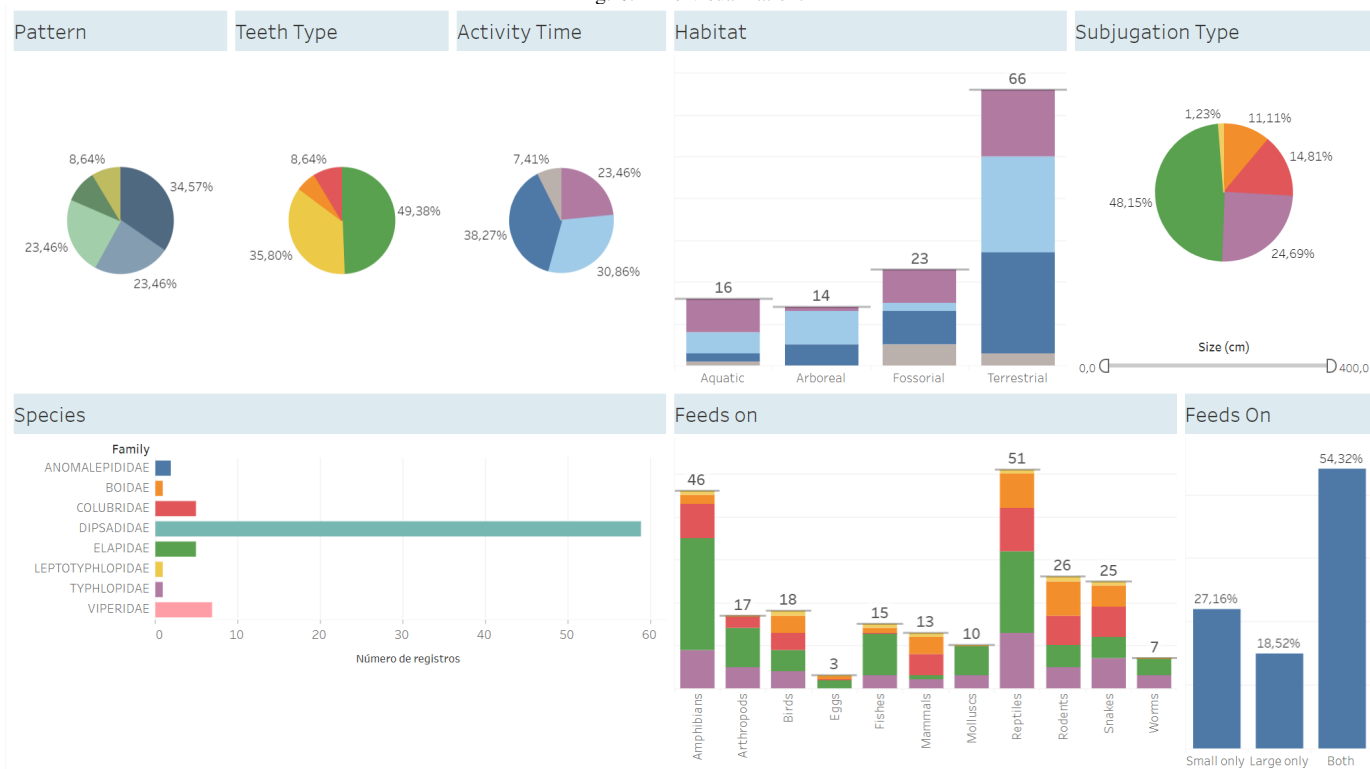 Pattern
Teeth Type
Activity Time
Habitat
Subjugation Type
8,64%
34,57%
23,46%
23,46%
8,64%
49,38%
35,80%
7,41%
23,46%
38,27%
30,86%
66
23
16
14
Aquatic
Arboreal
Fossorial
Terrestrial
1,23%
11,11%
14,81%
48,15%
24,69%
Size (cm)
0,0
400,0
Species
Family
ANOMALEPIDIDAE
BOIDAE
COLUBRIDAE
DIPSADIDAE
ELAPIDAE
LEPTOTYPHLOPIDAE
TYPHLOPIDAE
VIPERIDAE
0 10 20 30 40 50 60
Número de registros
Feeds on
46
17
18
3
15
13
10
51
26
25
7
Amphibians
Arthropods
Birds
Eggs
Fishes
Mammals
Molluscs
Reptiles
Rodents
Snakes
Worms
Feeds On
54,32%
27,16%
18,52%
Small only
Large only
Both